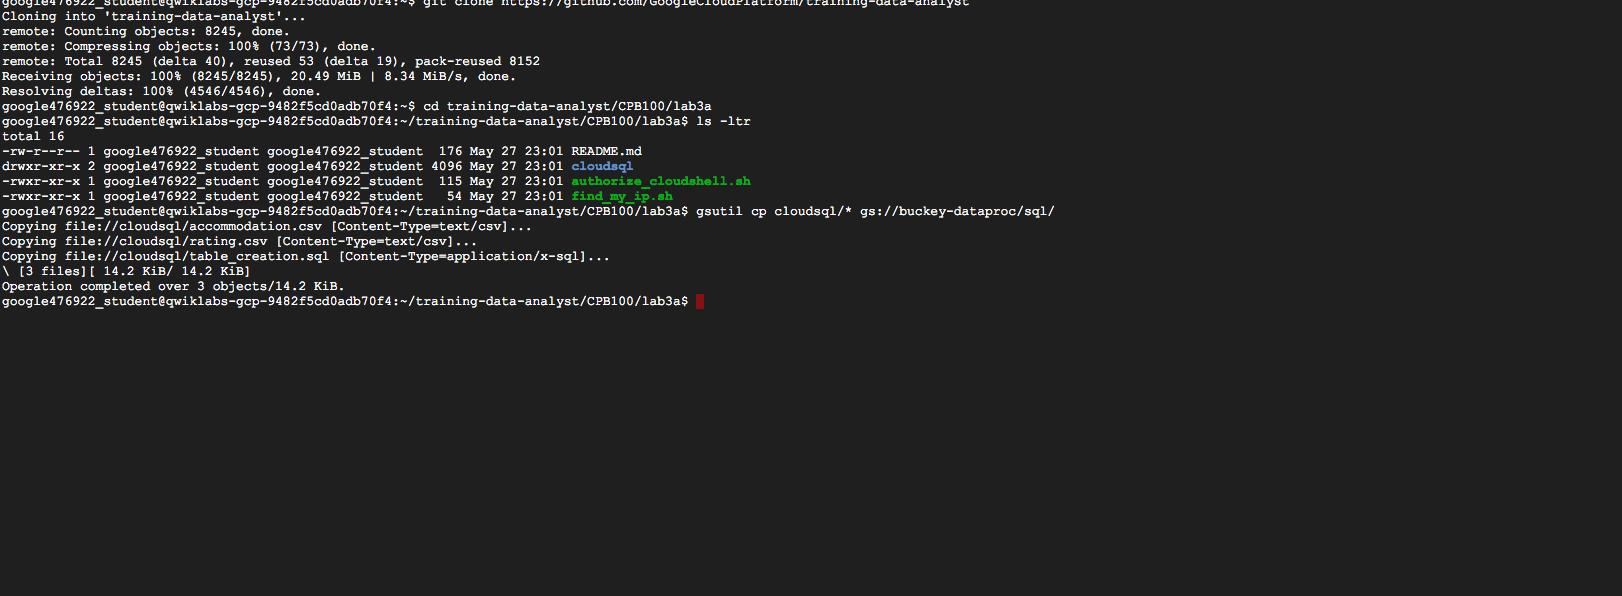 google476922_student@qwiklabs-gcp-9482f5cd0adb70f4:~$ git clone https://github.com/GoogleCloudPlatform/training-data-analyst
Cloning into 'training-data-analyst'...
remote: Counting objects: 8245, done.
remote: Compressing objects: 100% (73/73), done.
remote: Total 8245 (delta 40), reused 53 (delta 19), pack-reused 8152
Receiving objects: 100% (8245/8245), 20.49 MiB | 8.34 MiB/s, done.
Resolving deltas: 100% (4546/4546), done.
google476922_student@qwiklabs-gcp-9482f5cd0adb70f4:~$ cd training-data-analyst/CPB100/lab3a
google476922_student@qwiklabs-gcp-9482f5cd0adb70f4:~/training-data-analyst/CPB100/lab3a$ ls -ltr
total 16
-rw-r--r-- 1 google476922_student google476922_student  176 May 27 23:01 README.md
drwxr-xr-x 2 google476922_student google476922_student 4096 May 27 23:01 cloudsql
-rwxr-xr-x 1 google476922_student google476922_student  115 May 27 23:01 authorize_cloudshell.sh
-rwxr-xr-x 1 google476922_student google476922_student   54 May 27 23:01 find_my_ip.sh
google476922_student@qwiklabs-gcp-9482f5cd0adb70f4:~/training-data-analyst/CPB100/lab3a$ gsutil cp cloudsql/* gs://buckey-dataproc/sql/
Copying file://cloudsql/accommodation.csv [Content-Type=text/csv]...
Copying file://cloudsql/rating.csv [Content-Type=text/csv]...
Copying file://cloudsql/table_creation.sql [Content-Type=application/x-sql]...
\ [3 files][ 14.2 KiB/ 14.2 KiB]
Operation completed over 3 objects/14.2 KiB.
google476922_student@qwiklabs-gcp-9482f5cd0adb70f4:~/training-data-analyst/CPB100/lab3a$